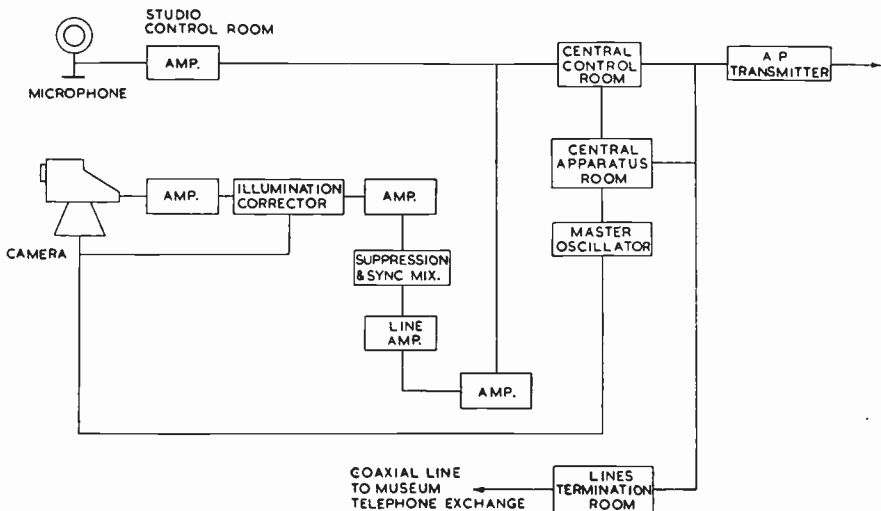 STUDIO
CONTROL ROOM
AMP.
MICROPHONE
CENTRAL
CONTROL
ROOM
A P
TRANSMITTER
CENTRAL
APPARATUS
ROOM
AMP.
ILLUMINATION
CORRECTOR
AMP.
MASTER
OSCILLATOR
CAMERA
SUPPRESSION
& SYNC MIX.
LINE
AMP.
AMP.
COAXIAL LINE
TO MUSEUM
TELEPHONE EXCHANGE
LINES
TERMINATION
ROOM